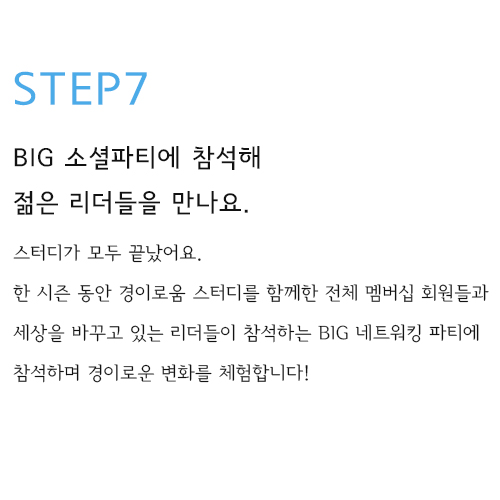 STEP7
BIG 소셜파티에 참석해
젊은 리더들을 만나요.
스터디가 모두 끝났어요.
한 시즌 동안 경이로움 스터디를 함께한 전체 멤버십 회원들과
세상을 바꾸고 있는 리더들이 참석하는 BIG 네트워킹 파티에
참석하며 경이로운 변화를 체험합니다!